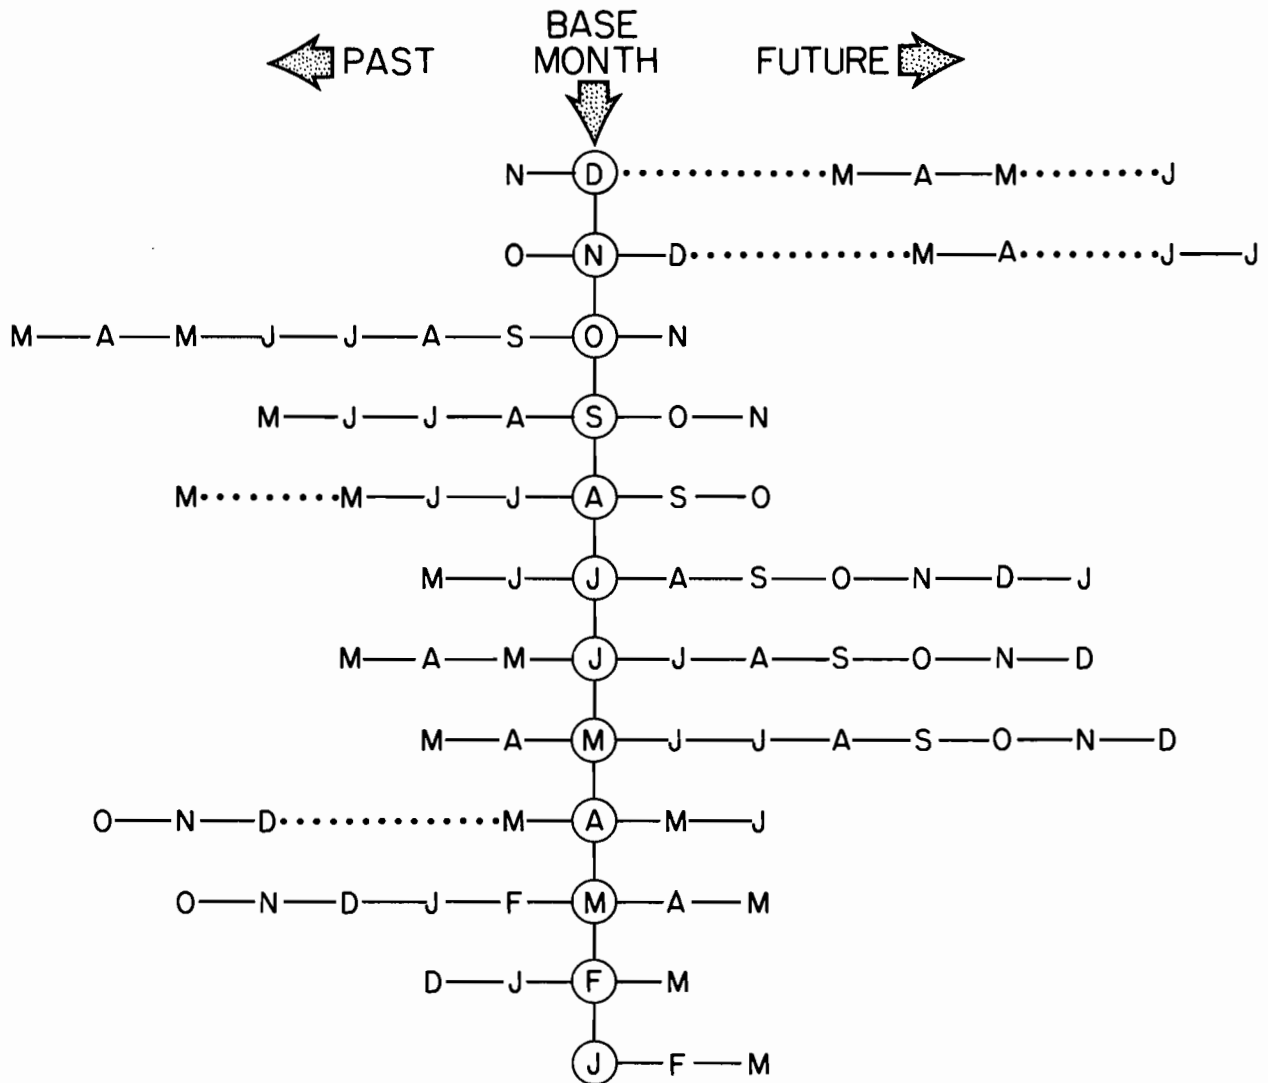 BASE
PAST MONTH FUTURE
N D M A M J
O N D M A J J
M A M J J A S O N
M J J A S O N
M M J J A S O
M J J A S O N D J
M A M J J A S O N D
M A M J J A S O N D
O N D M A M J
O N D J F M A M
D J F M
J F M